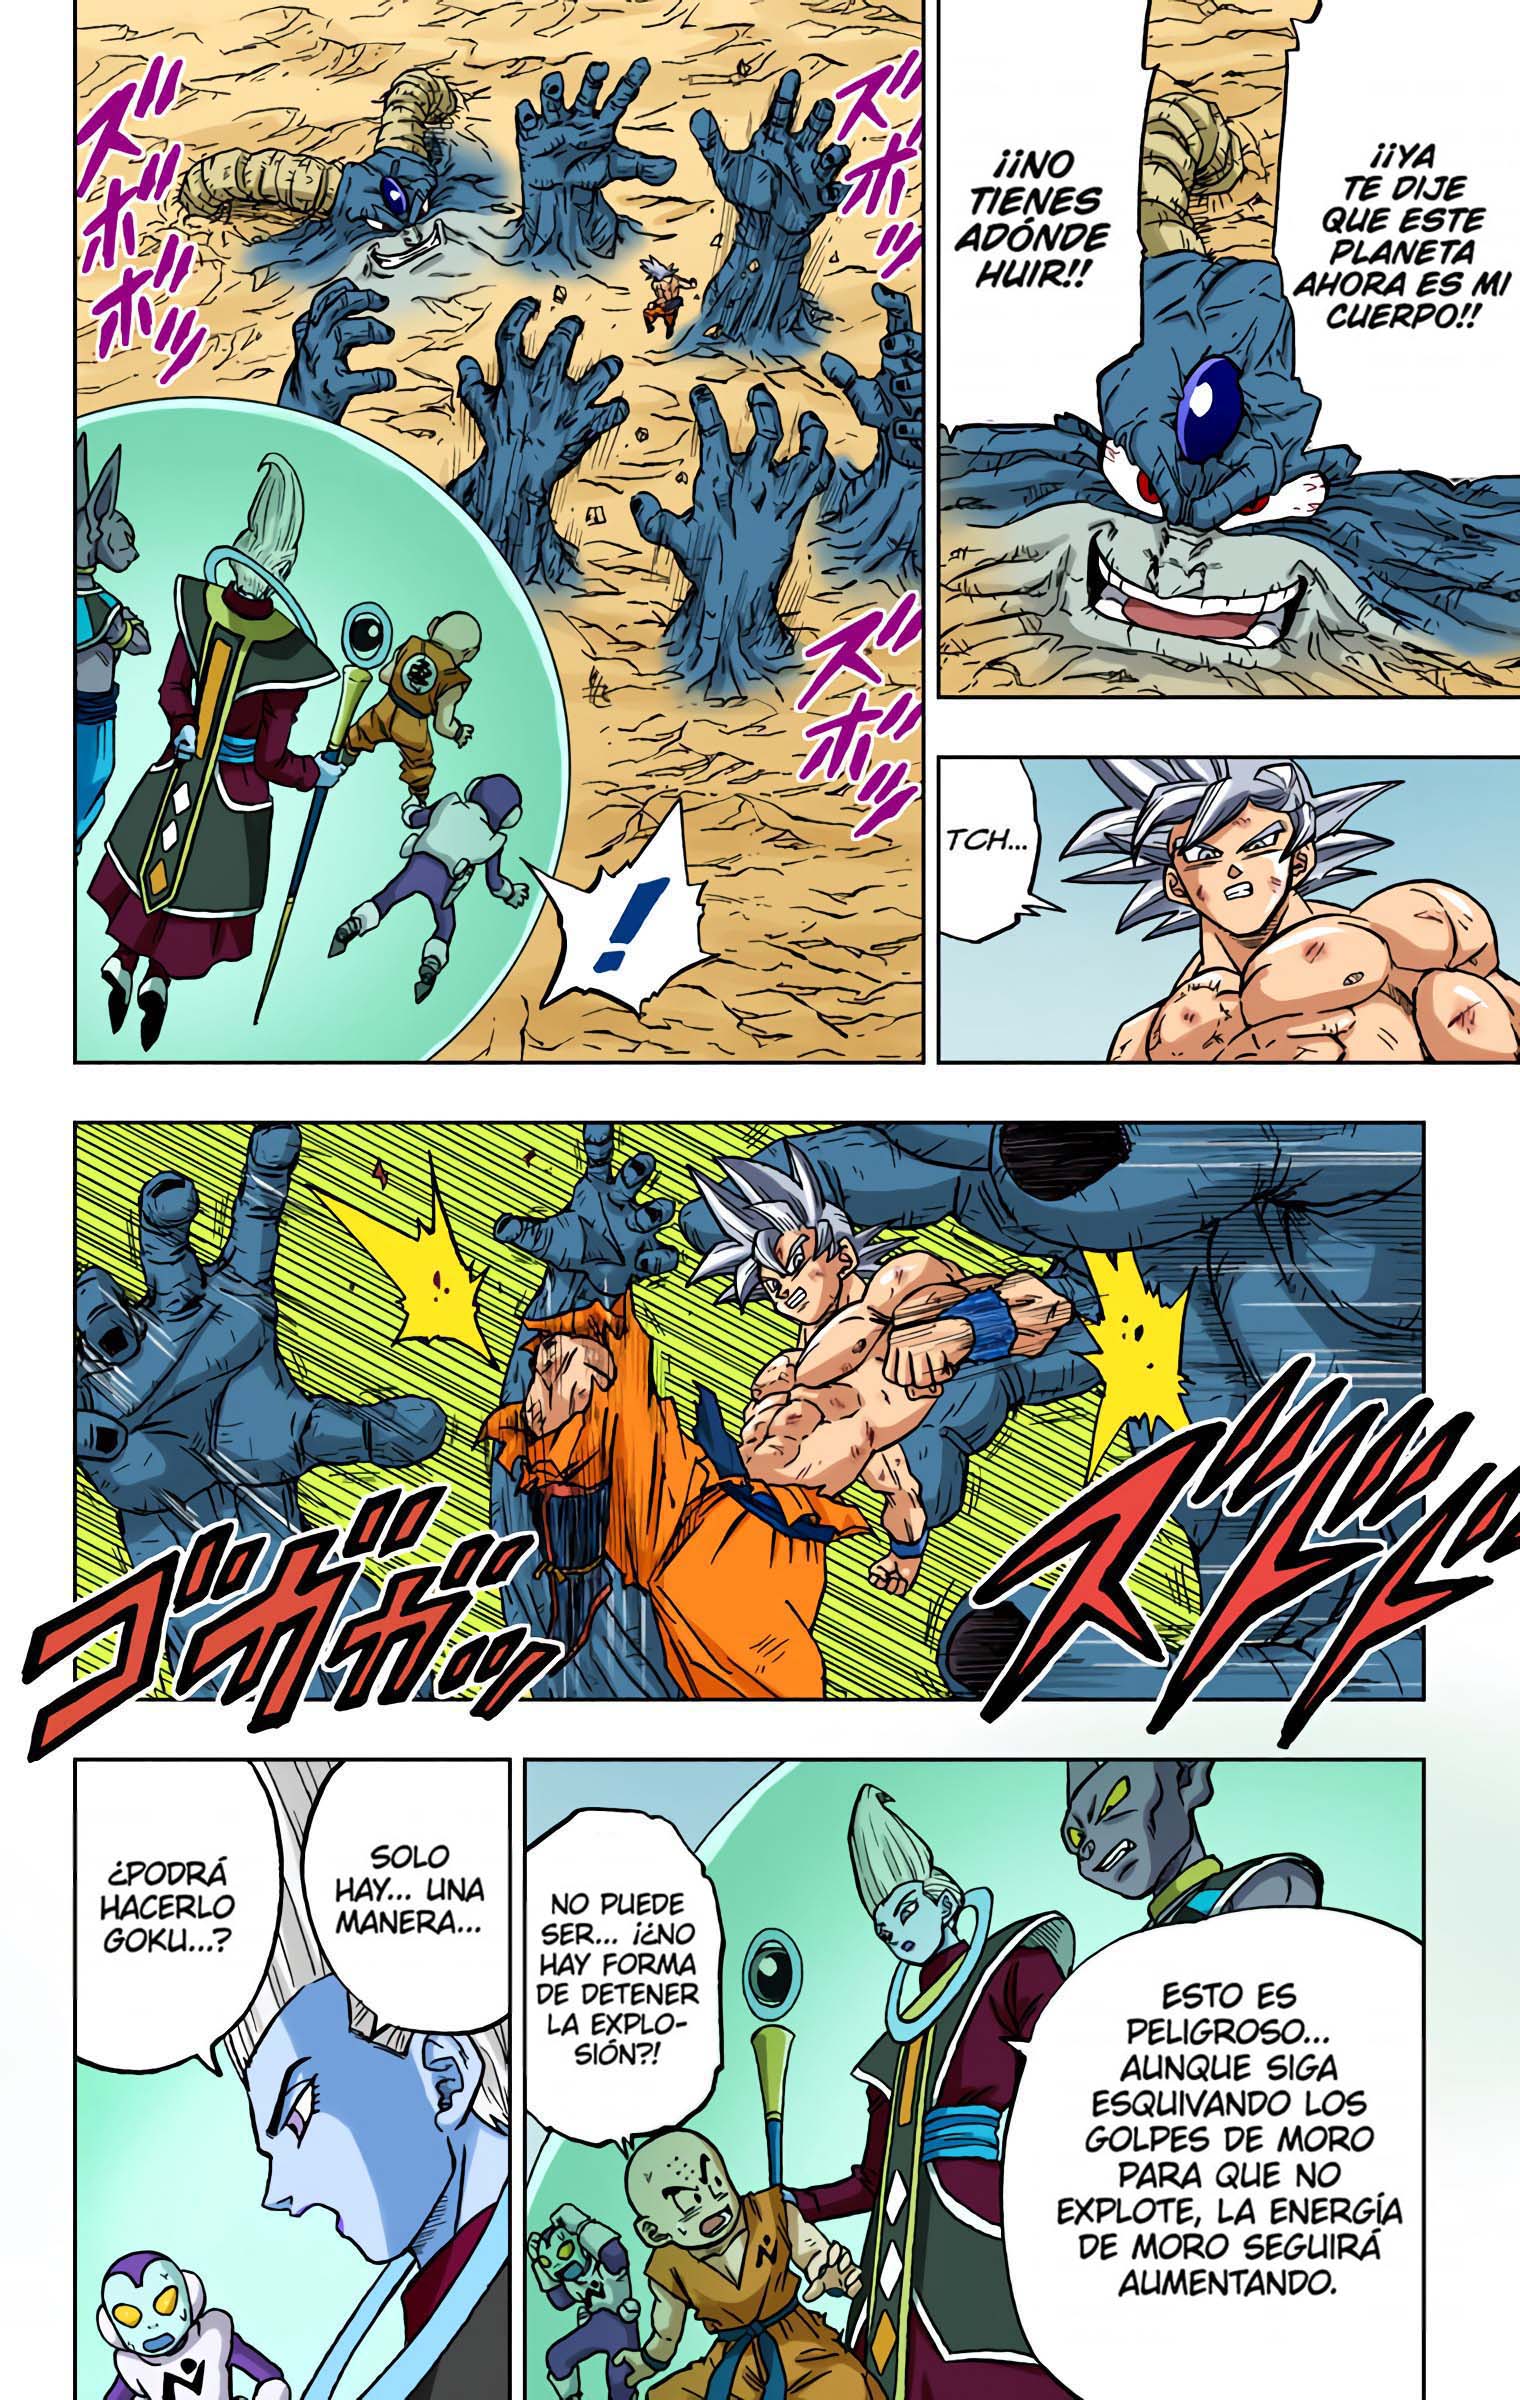 ¡¡YA
TE DIJE
QUE ESTE
PLANETA
AHORA ES MI
CUERPO!!
¡¡NO
TIENES
ADÓNDE
HUIR!!
ズボボッ
ズボッ
ズボッ
!
TCH...
ズドドド
ゴガガガッ
ESTO ES
PELIGROSO...
AUNQUE SIGA
ESQUIVANDO LOS
GOLPES DE MORO
PARA QUE NO
EXPLOTE, LA ENERGÍA
DE MORO SEGUIRÁ
AUMENTANDO.
NO PUEDE
SER... ¡¿NO
HAY FORMA
DE DETENER
LA EXPLO-
SIÓN?!
SOLO
HAY... UNA
MANERA...
¿PODRÁ
HACERLO
GOKU...?